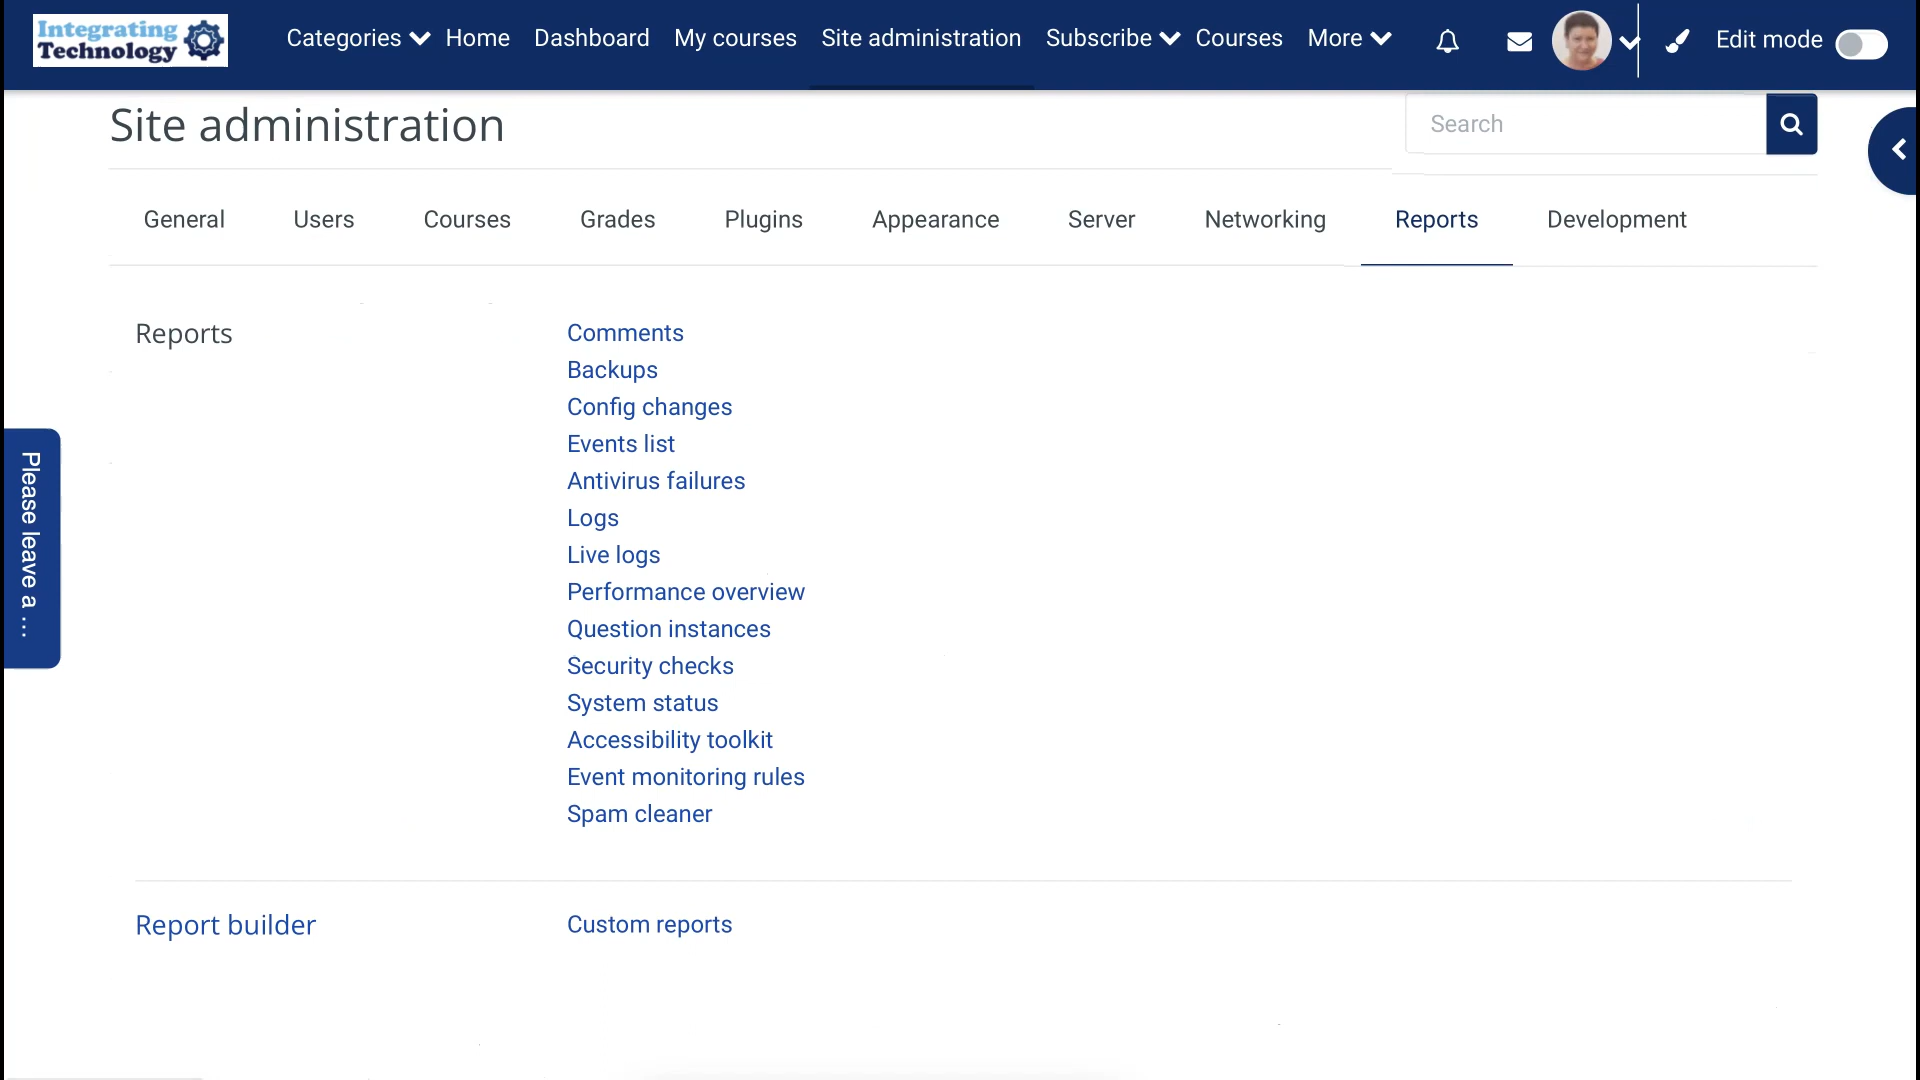 Integrating
Technology
Categories Home Dashboard My courses Site administration Subscribe Courses More Edit mode
Site administration
Search
General Users Courses Grades Plugins Appearance Server Networking Reports Development
Reports
Comments
Backups
Config changes
Events list
Antivirus failures
Logs
Live logs
Performance overview
Question instances
Security checks
System status
Accessibility toolkit
Event monitoring rules
Spam cleaner
Please leave a ...
Report builder
Custom reports